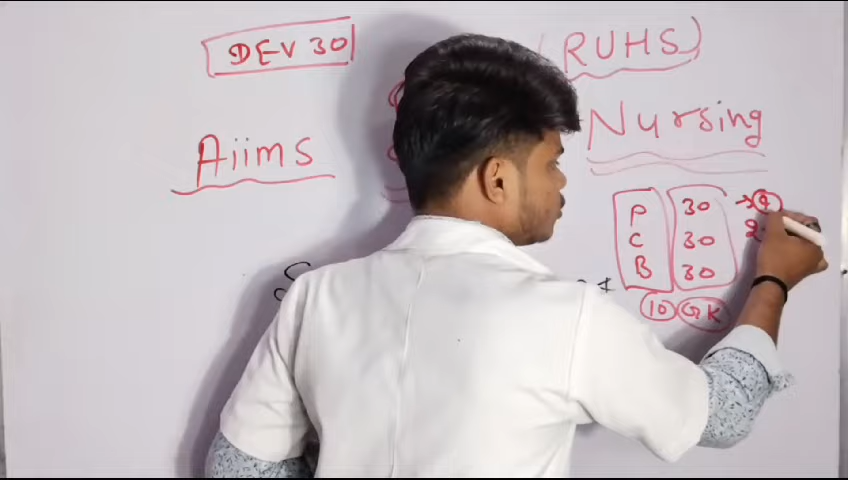 DEV 30
(RUHS)
Aiims
Nursing
P 30
C 30
B 30
10 GK